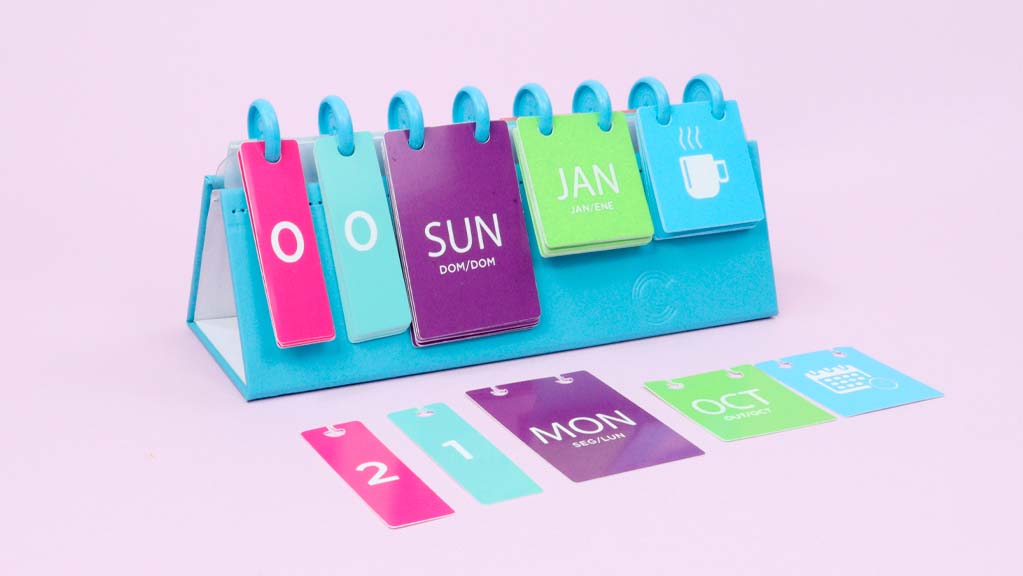 0
0
SUN
DOM/DOM
JAN
JAN/ENE
2
1
MON
SEG/LUN
OCT
OUT/OCT